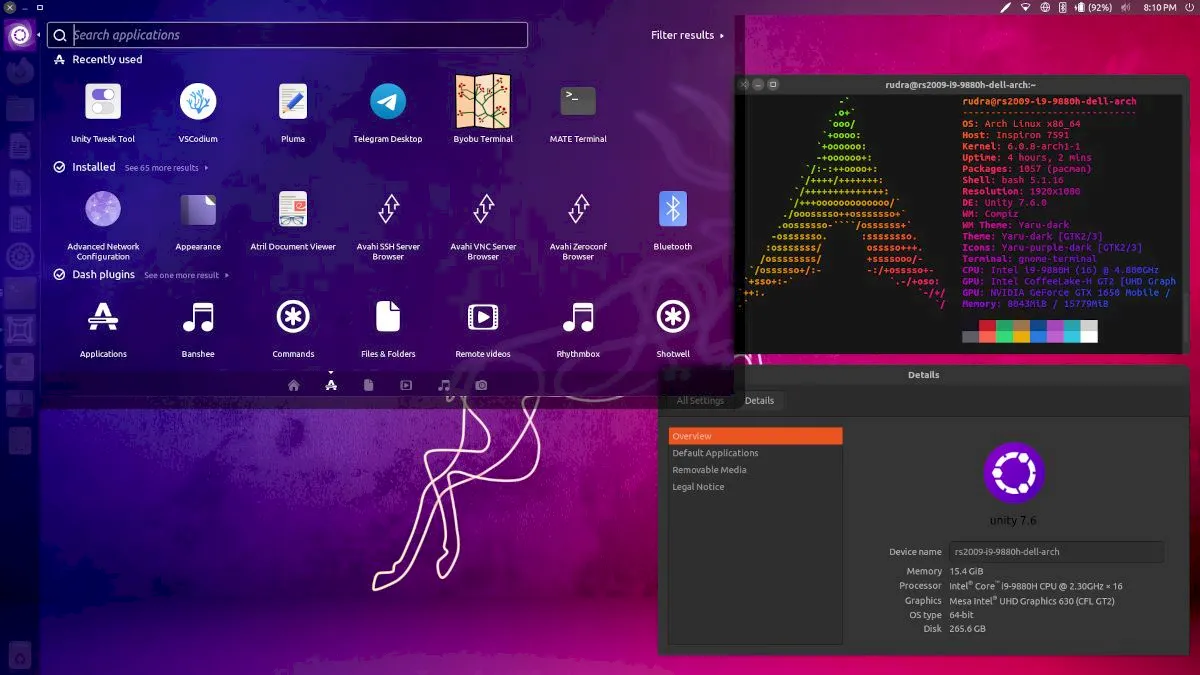 (92%) 8:10 PM
Search applications
Filter results
Recently used
Unity Tweak Tool
VSCodium
Pluma
Telegram Desktop
Byobu Terminal
MATE Terminal
Installed See 65 more results
Advanced Network
Configuration
Appearance
Atril Document Viewer
Avahi SSH Server
Browser
Avahi VNC Server
Browser
Avahi Zeroconf
Browser
Bluetooth
Dash plugins See one more result
Applications
Banshee
Commands
Files & Folders
Remote videos
Rhythmbox
Shotwell
rudra@rs2009-i9-9880h-dell-arch:~
rudra@rs2009-i9-9880h-dell-arch
OS: Arch Linux x86_64
Host: Inspiron 7591
Kernel: 6.0.8-arch1-1
Uptime: 4 hours, 2 mins
Packages: 1057 (pacman)
Shell: bash 5.1.16
Resolution: 1920x1080
DE: Unity 7.6.0
WM: Compiz
WM Theme: Yaru-dark
Theme: Yaru-dark [GTK2/3]
Icons: Yaru-purple-dark [GTK2/3]
Terminal: gnome-terminal
CPU: Intel i9-9880H (16) @ 4.800GHz
GPU: Intel CoffeeLake-H GT2 [UHD Graph
GPU: NVIDIA GeForce GTX 1650 Mobile /
Memory: 8043MiB / 15779MiB
Details
All Settings Details
Overview
Default Applications
Removable Media
Legal Notice
unity 7.6
Device name rs2009-i9-9880h-dell-arch
Memory 15.4 GiB
Processor Intel® Core™ i9-9880H CPU @ 2.30GHz × 16
Graphics Mesa Intel® UHD Graphics 630 (CFL GT2)
OS type 64-bit
Disk 265.6 GB